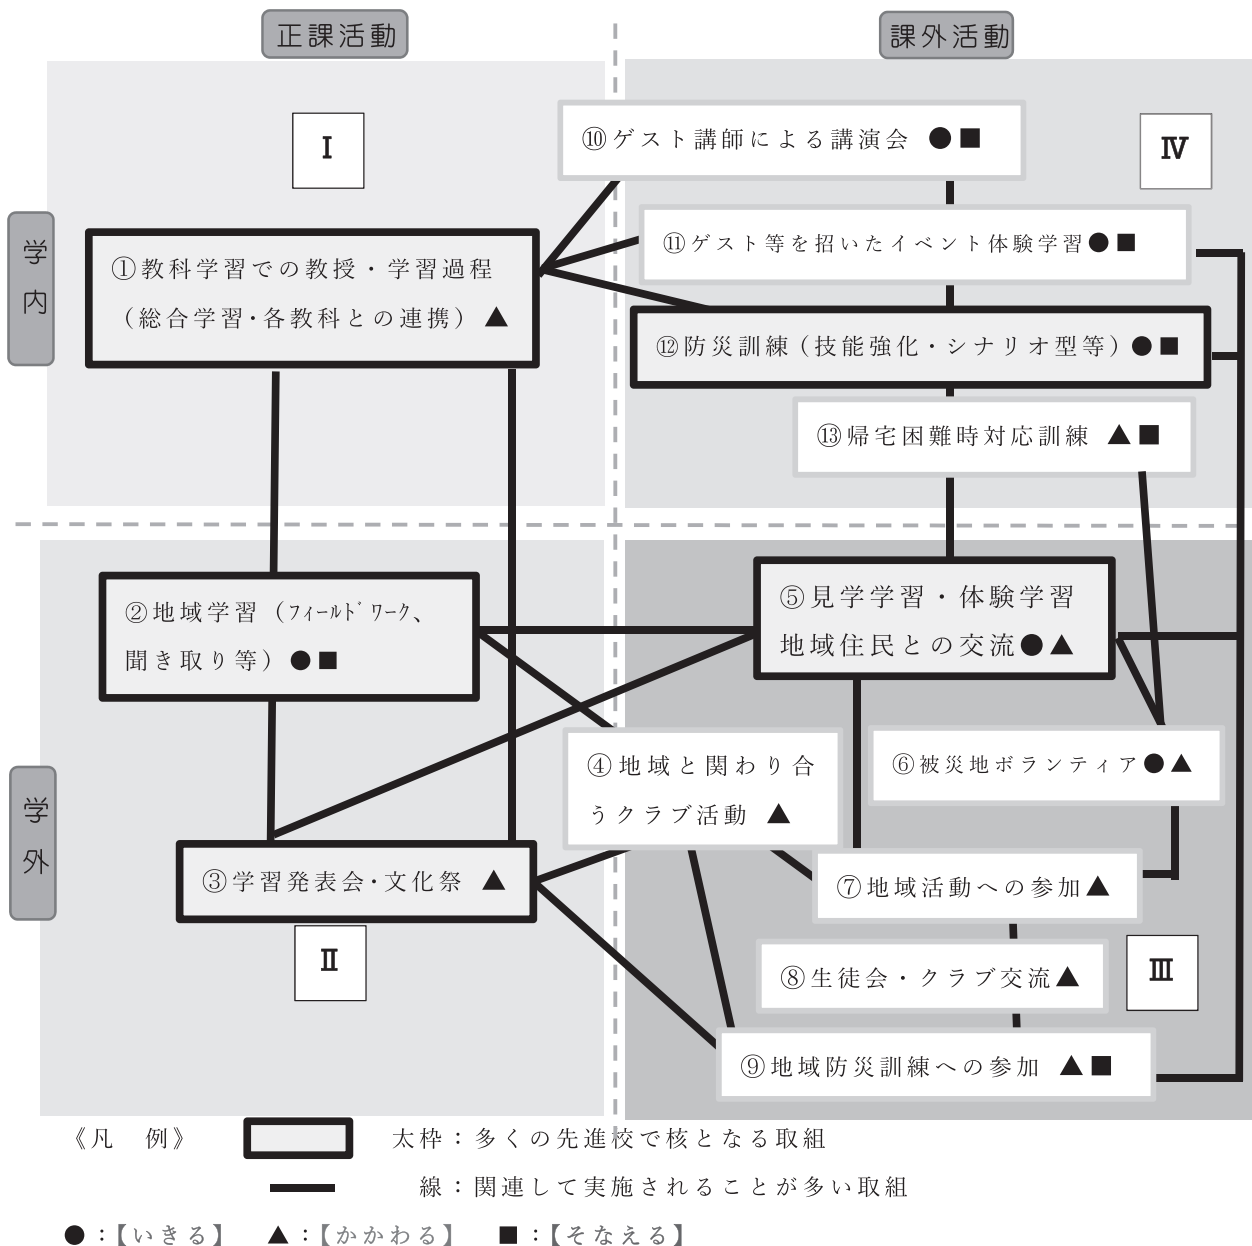 正課活動
課外活動
学内
学外
Ⅰ
①教科学習での教授・学習過程
（総合学習・各教科との連携）▲
Ⅳ
⑩ゲスト講師による講演会 ●■
⑪ゲスト等を招いたイベント体験学習●■
⑫防災訓練（技能強化・シナリオ型等）●■
⑬帰宅困難時対応訓練 ▲■
②地域学習（フィールドワーク、
聞き取り等）●■
③学習発表会・文化祭 ▲
Ⅱ
⑤見学学習・体験学習
地域住民との交流●▲
④地域と関わり合
うクラブ活動 ▲
⑥被災地ボランティア●▲
⑦地域活動への参加▲
⑧生徒会・クラブ交流▲
Ⅲ
⑨地域防災訓練への参加 ▲■
《凡 例》 太枠：多くの先進校で核となる取組
線：関連して実施されることが多い取組
●：【いきる】 ▲：【かかわる】 ■：【そなえる】